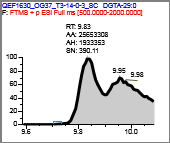 QEF1630_OG37_T3-14-0-3_SC DGTA-29:0
F: FTMS + p ESI Full ms [500.0000-2000.0000]
RT: 9.83
AA: 25653308
AH: 1933353
SN: 390.11
100
80
60
40
20
0
9.95
9.98
9.6
9.8
10.0